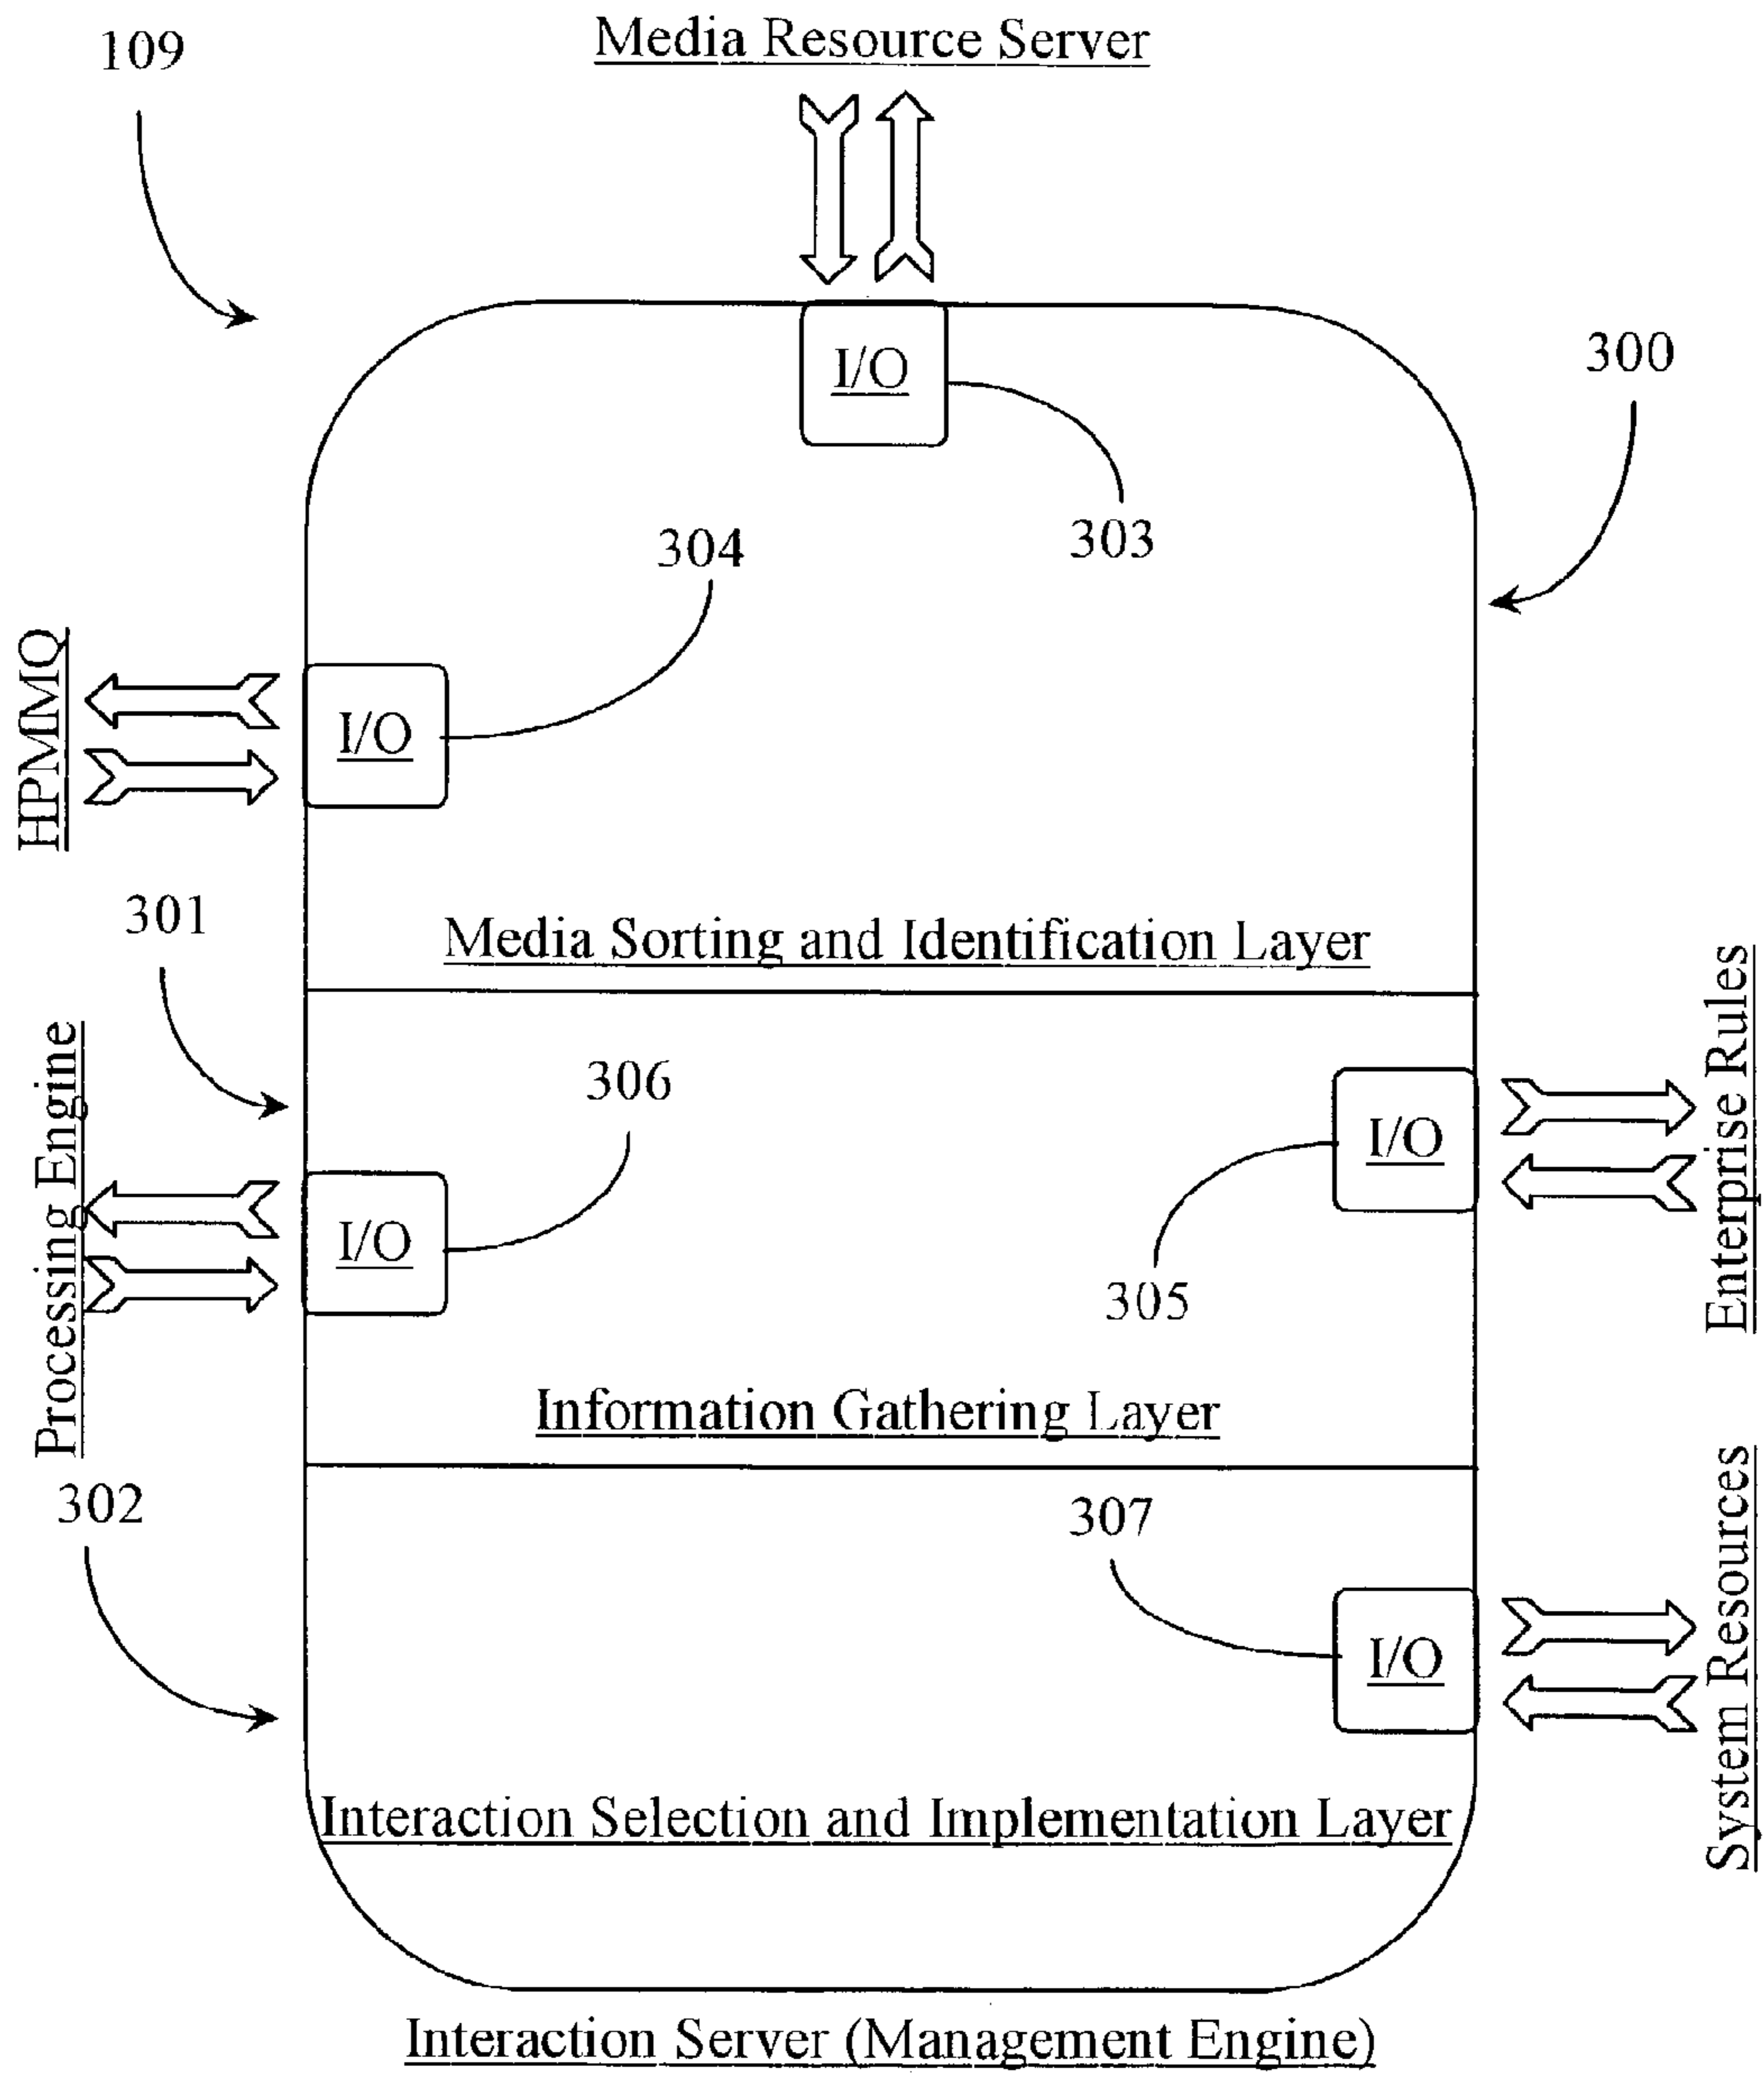 109
Media Resource Server
I/O
300
303
304
HPMMQ
I/O
301
Media Sorting and Identification Layer
Enterprise Rules
Processing Engine
306
I/O
I/O
305
Information Gathering Layer
302
307
System Resources
I/O
Interaction Selection and Implementation Layer
Interaction Server (Management Engine)